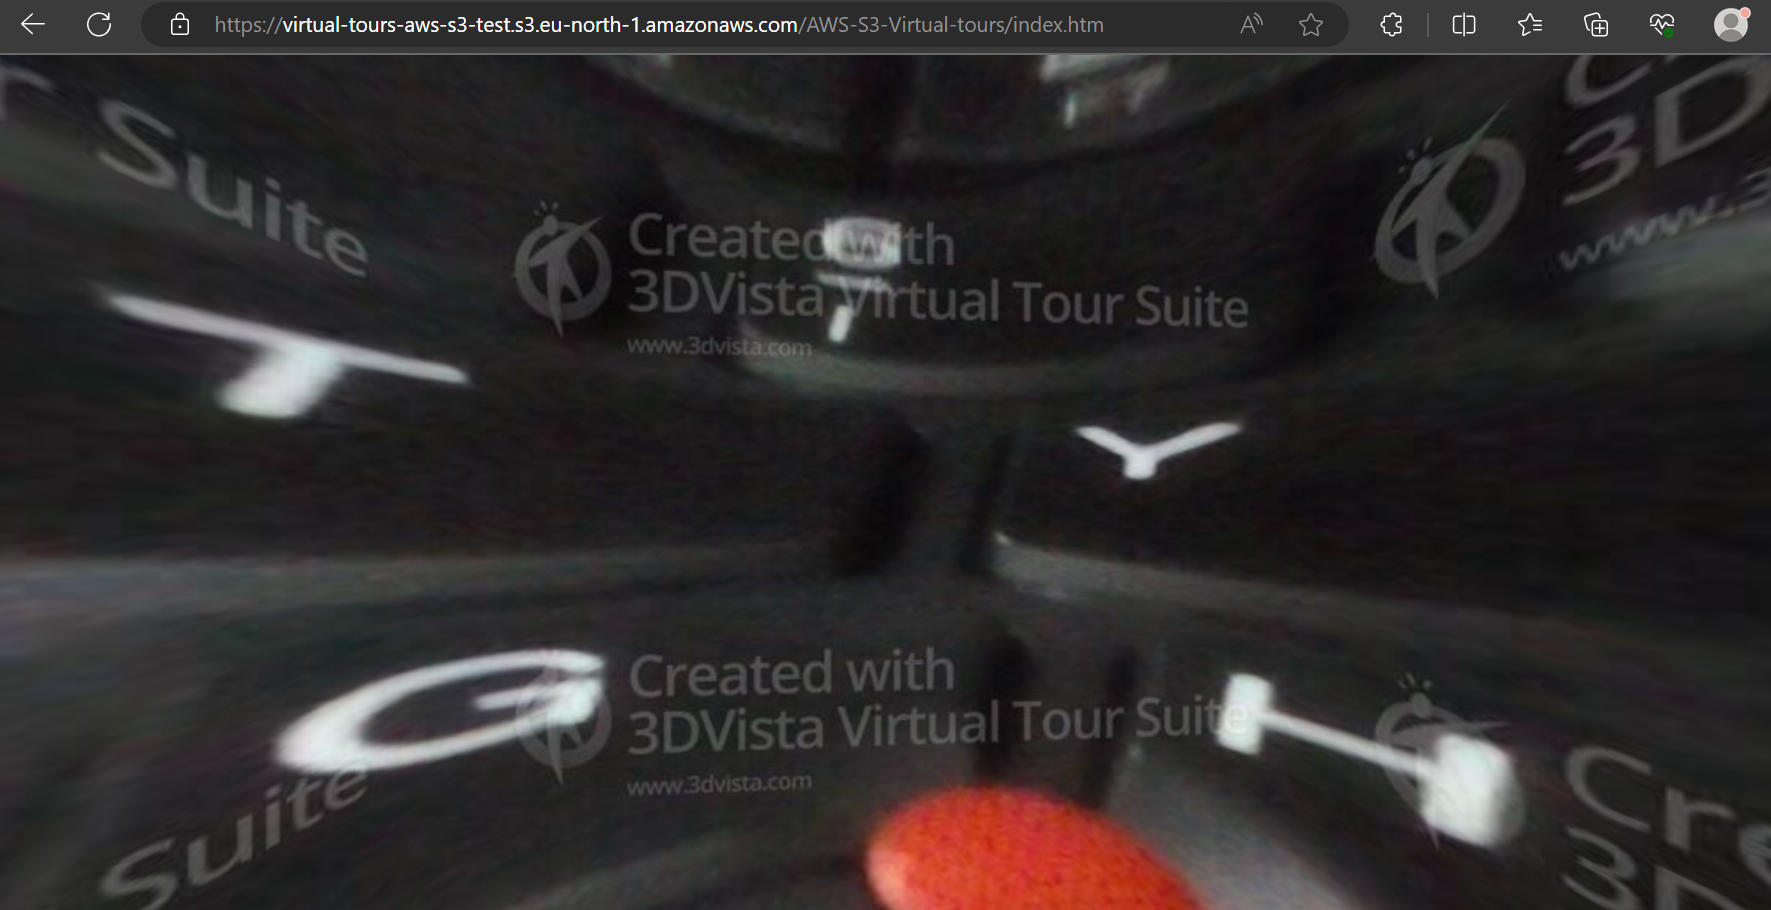 https://virtual-tours-aws-s3-test.s3.eu-north-1.amazonaws.com/AWS-S3-Virtual-tours/index.htm
r Suite
Created with
3DVista Virtual Tour Suite
www.3dvista.com
3D
www.3
T
Y
G
H
Created with
3DVista Virtual Tour Suite
www.3dvista.com
Suite
Cre
3D